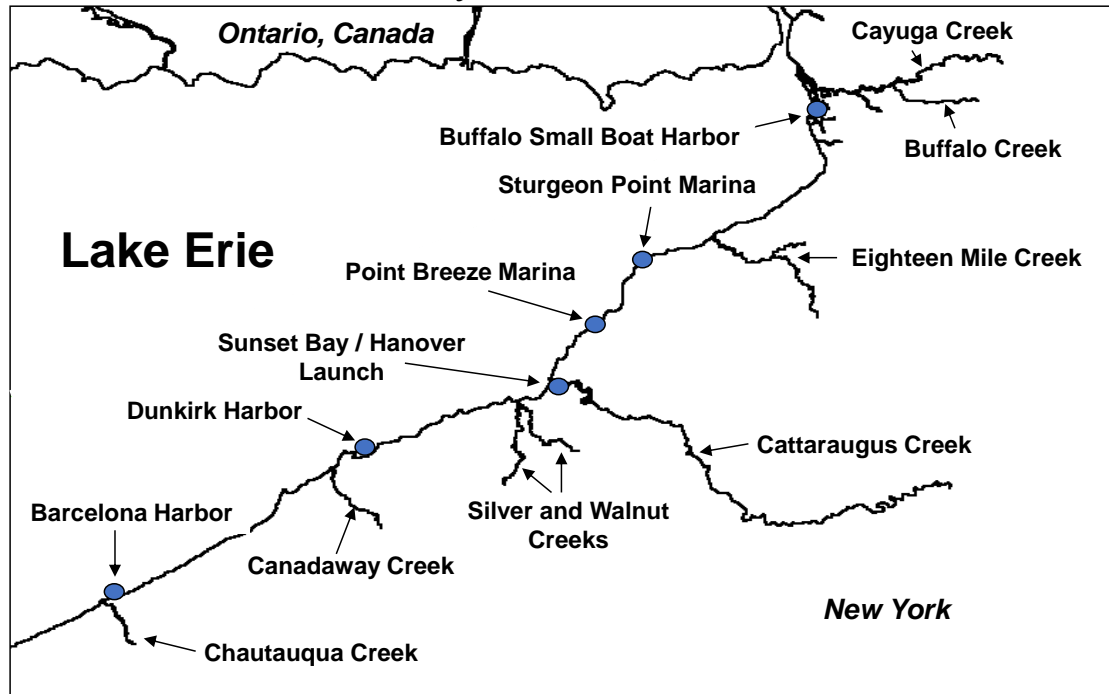 Ontario, Canada
Cayuga Creek
Buffalo Small Boat Harbor
Buffalo Creek
Sturgeon Point Marina
Lake Erie
Eighteen Mile Creek
Point Breeze Marina
Sunset Bay / Hanover
Launch
Dunkirk Harbor
Cattaraugus Creek
Barcelona Harbor
Silver and Walnut
Creeks
Canadaway Creek
New York
Chautauqua Creek